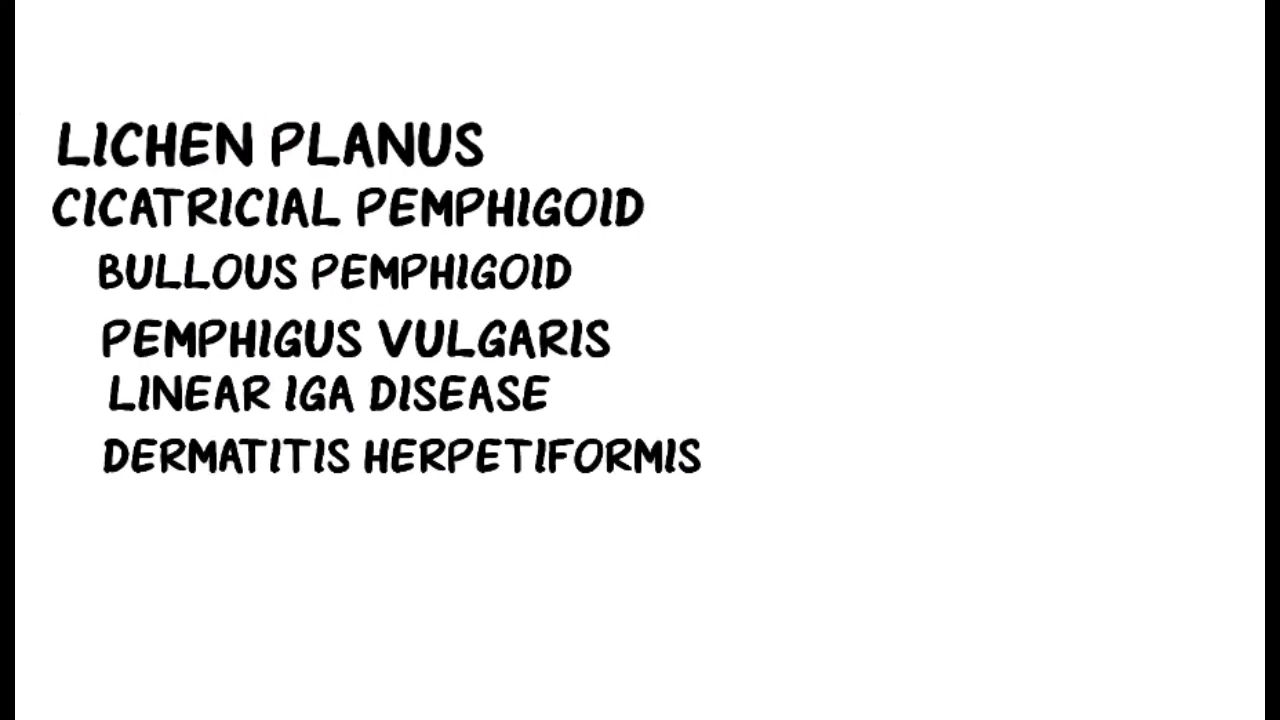 LICHEN PLANUS
CICATRICIAL PEMPHIGOID
BULLOUS PEMPHIGOID
PEMPHIGUS VULGARIS
LINEAR IGA DISEASE
DERMATITIS HERPETIFORMIS